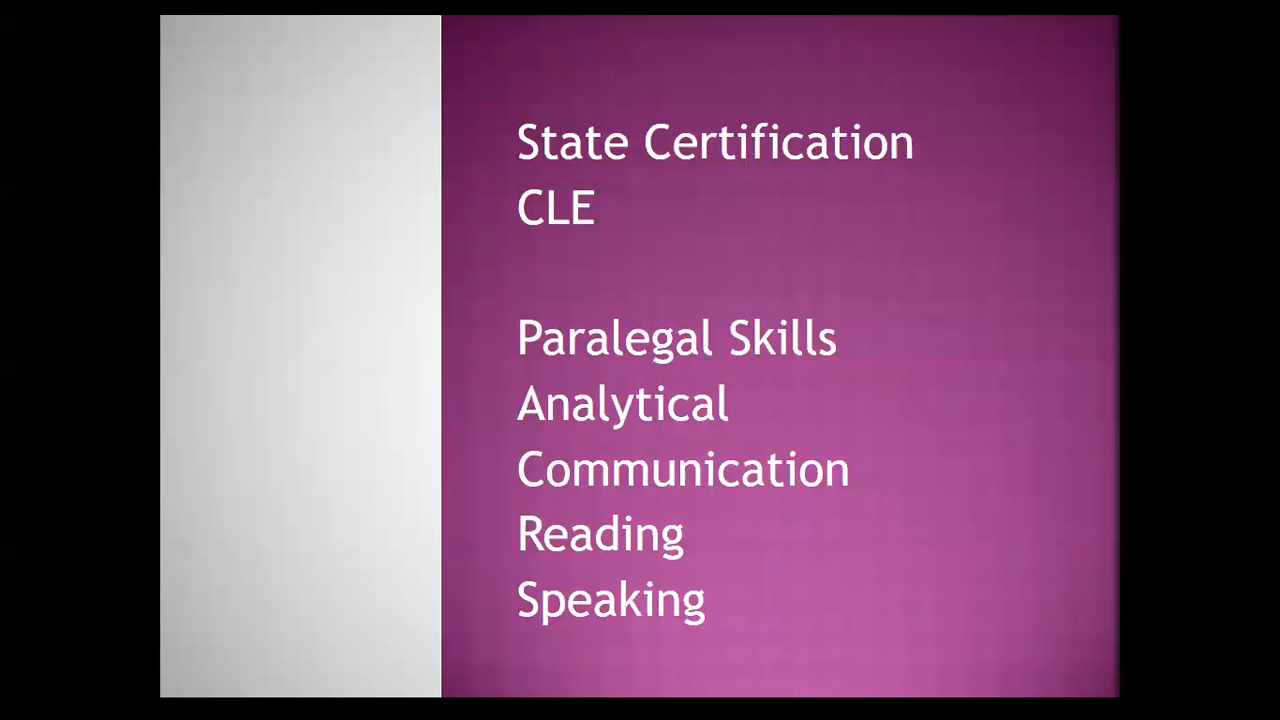 State Certification
CLE
Paralegal Skills
Analytical
Communication
Reading
Speaking